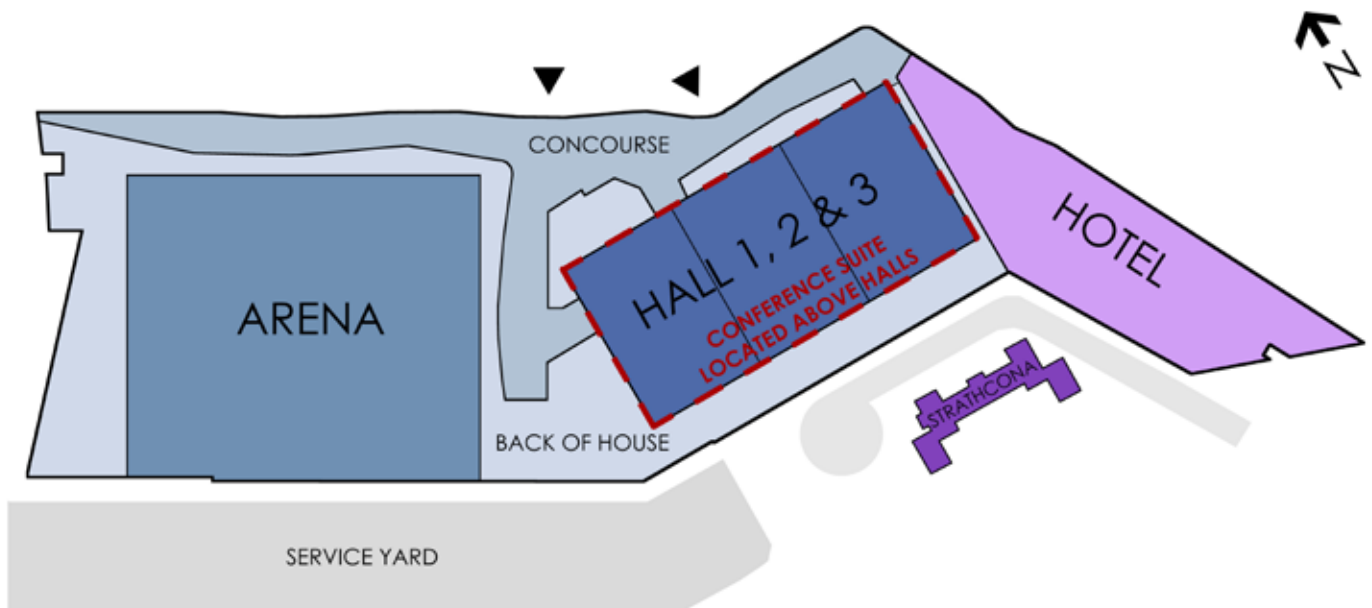 N
CONCOURSE
HALL 1, 2 & 3
CONFERENCE SUITE
LOCATED ABOVE HALLS
HOTEL
ARENA
STRATHCONA
BACK OF HOUSE
SERVICE YARD